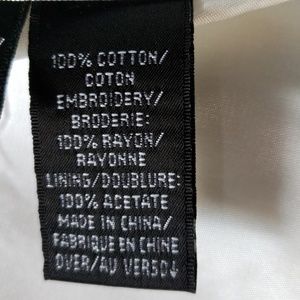 100% COTTON/
COTON
EMBROIDERY/
BRODERIE:
100% RAYON/
RAYONNE
LINING/DOUBLURE:
100% ACETATE
MADE IN CHINA/
FABRIQUE EN CHINE
OVER/AU VERSO↓